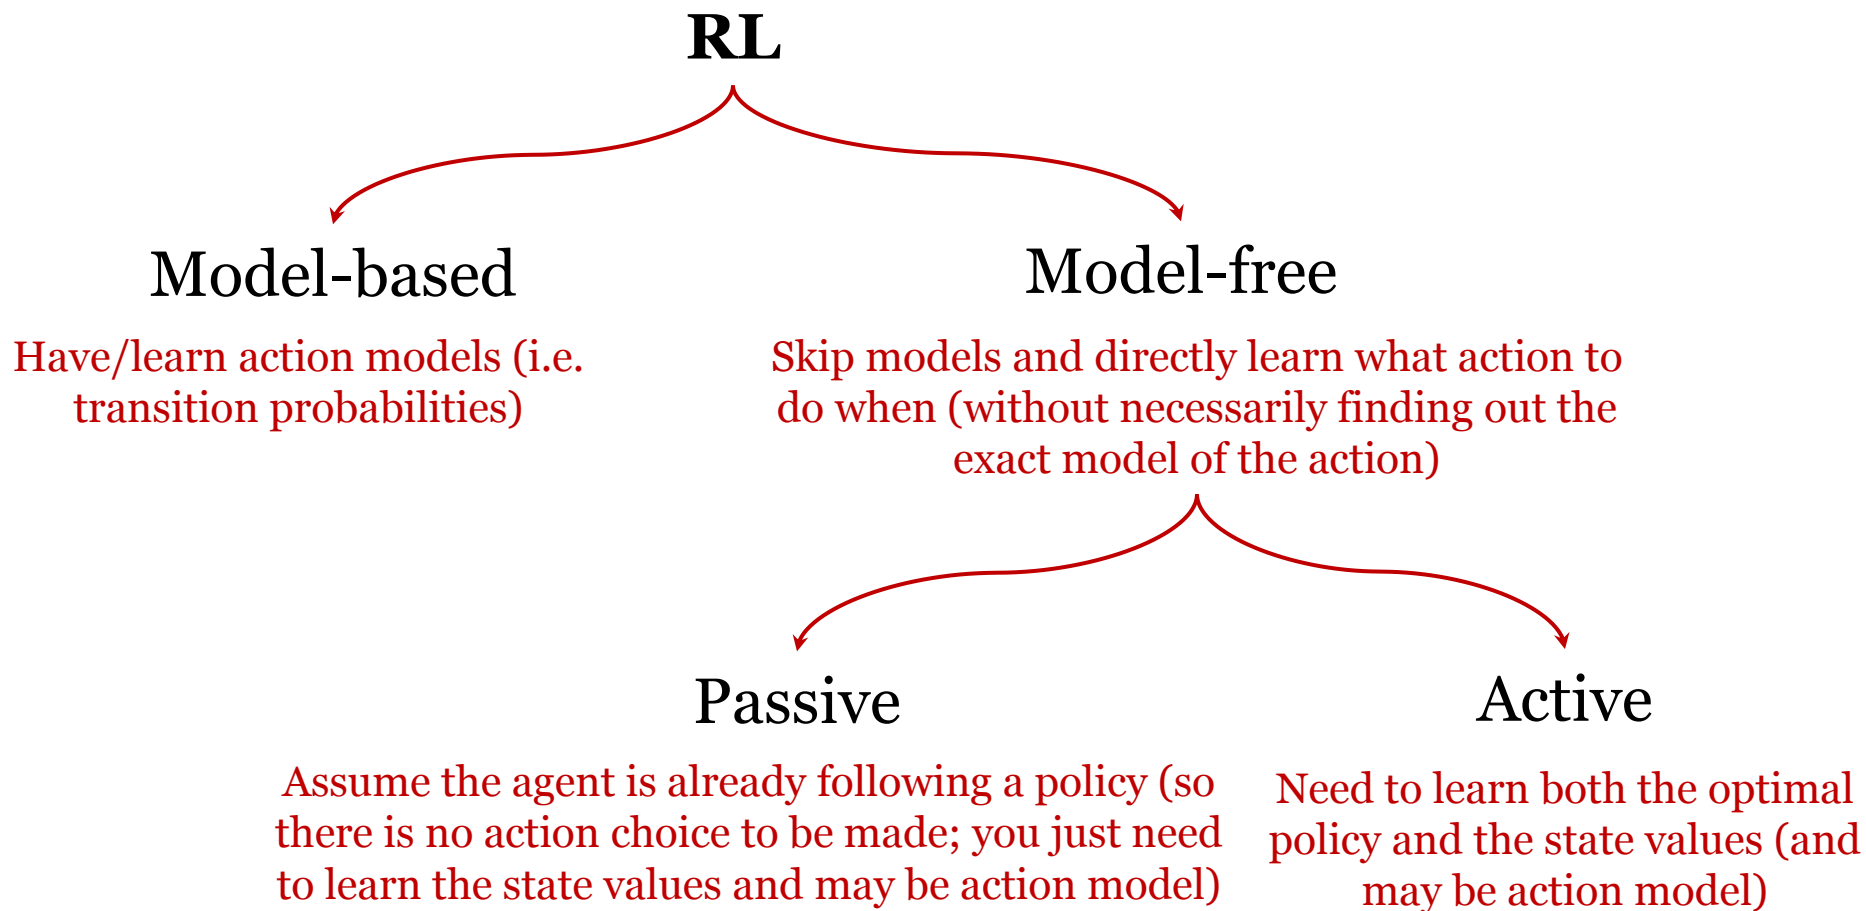 RL
Model-based
Have/learn action models (i.e.
transition probabilities)
Model-free
Skip models and directly learn what action to
do when (without necessarily finding out the
exact model of the action)
Passive
Assume the agent is already following a policy (so
there is no action choice to be made; you just need
to learn the state values and may be action model)
Active
Need to learn both the optimal
policy and the state values (and
may be action model)